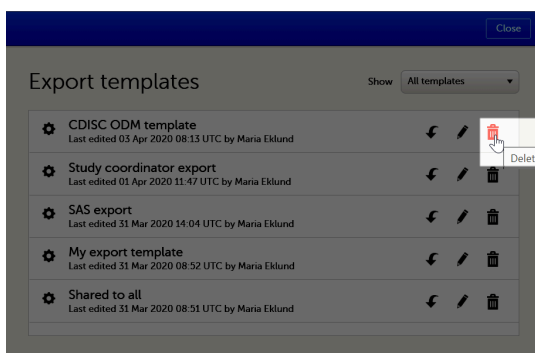 Close
Export templates
Show All templates
CDISC ODM template
Last edited 03 Apr 2020 08:13 UTC by Maria Eklund
Delet
Study coordinator export
Last edited 01 Apr 2020 11:47 UTC by Maria Eklund
SAS export
Last edited 31 Mar 2020 14:04 UTC by Maria Eklund
My export template
Last edited 31 Mar 2020 08:52 UTC by Maria Eklund
Shared to all
Last edited 31 Mar 2020 08:51 UTC by Maria Eklund